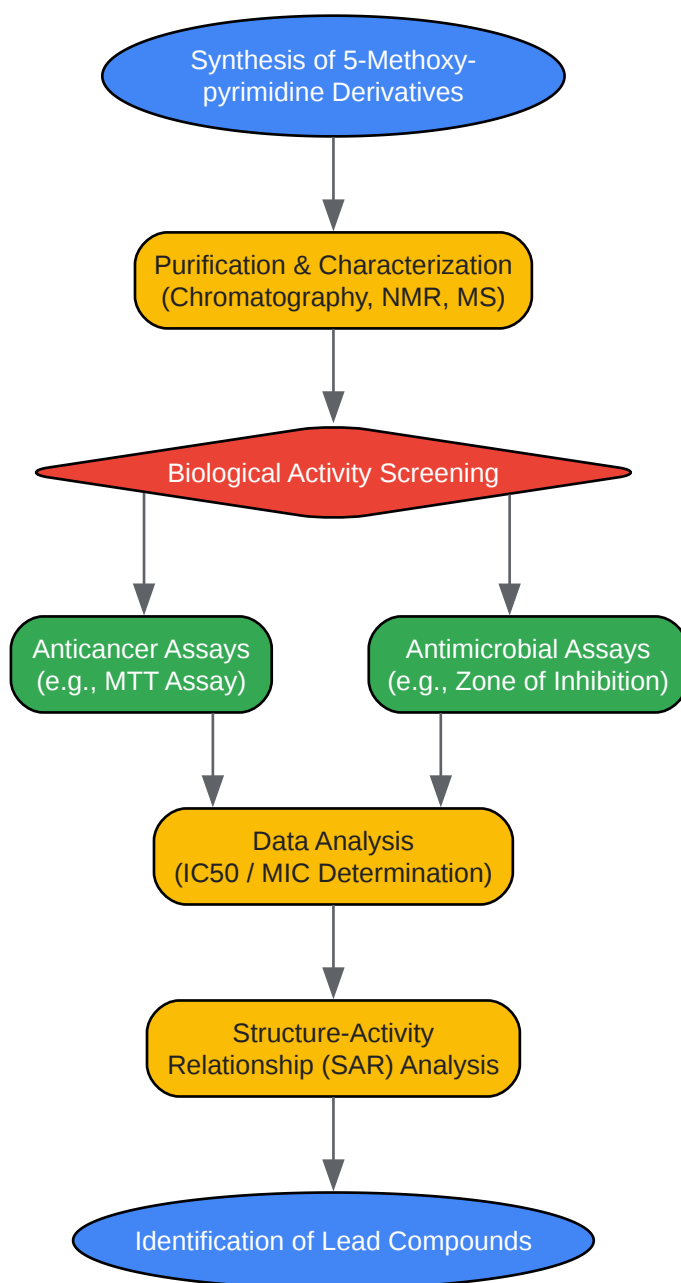 Synthesis of 5-Methoxy-
pyrimidine Derivatives
Purification & Characterization
(Chromatography, NMR, MS)
Biological Activity Screening
Anticancer Assays
(e.g., MTT Assay)
Antimicrobial Assays
(e.g., Zone of Inhibition)
Data Analysis
(IC50 / MIC Determination)
Structure-Activity
Relationship (SAR) Analysis
Identification of Lead Compounds